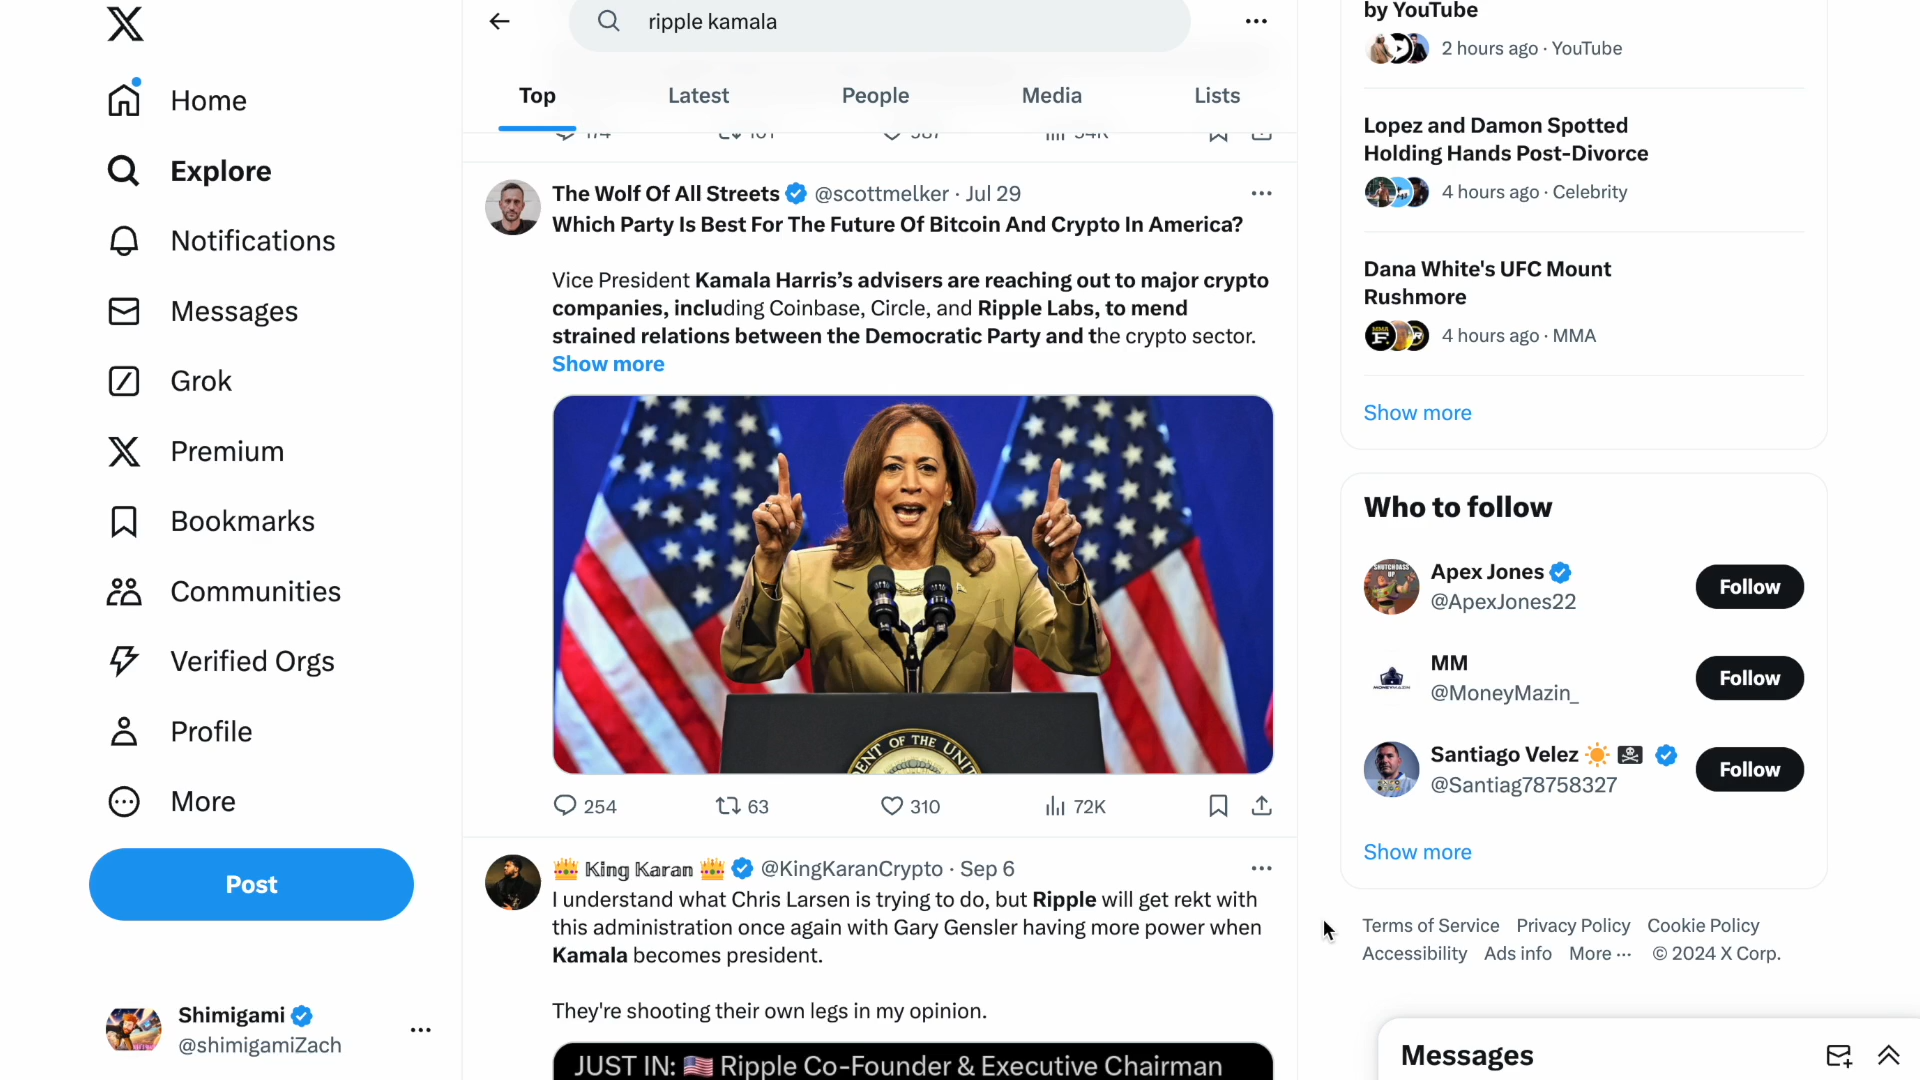 ripple kamala
Top
Latest
People
Media
Lists
Home
Explore
Notifications
Messages
Grok
Premium
Bookmarks
Communities
Verified Orgs
Profile
More
Post
Shimigami
@shimigamiZach
The Wolf Of All Streets @scottmelker · Jul 29
Which Party Is Best For The Future Of Bitcoin And Crypto In America?
Vice President Kamala Harris’s advisers are reaching out to major crypto
companies, including Coinbase, Circle, and Ripple Labs, to mend
strained relations between the Democratic Party and the crypto sector.
Show more
ENT OF THE UNIT
254
63
310
72K
King Karan @KingKaranCrypto · Sep 6
I understand what Chris Larsen is trying to do, but Ripple will get rekt with
this administration once again with Gary Gensler having more power when
Kamala becomes president.
They're shooting their own legs in my opinion.
JUST IN: 🇺🇸 Ripple Co-Founder & Executive Chairman
by YouTube
2 hours ago · YouTube
Lopez and Damon Spotted
Holding Hands Post-Divorce
4 hours ago · Celebrity
Dana White's UFC Mount
Rushmore
4 hours ago · MMA
Show more
Who to follow
Apex Jones
@ApexJones22
Follow
MM
@MoneyMazin_
Follow
Santiago Velez ☀️ 🏴‍☠️
@Santiag78758327
Follow
Show more
Terms of Service Privacy Policy Cookie Policy
Accessibility Ads info More ··· © 2024 X Corp.
Messages